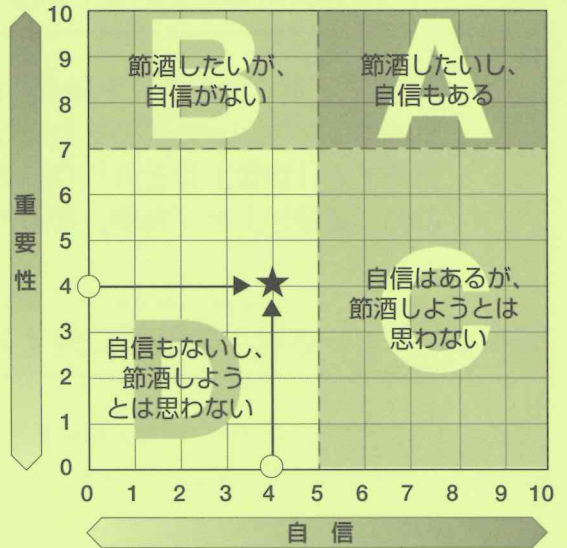 重要性
10
9
8
7
6
5
4
3
2
1
0
B
節酒したいが、
自信がない
A
節酒したいし、
自信もある
C
自信はあるが、
節酒しようとは
思わない
D
自信もないし、
節酒しよう
とは思わない
0 1 2 3 4 5 6 7 8 9 10
自信